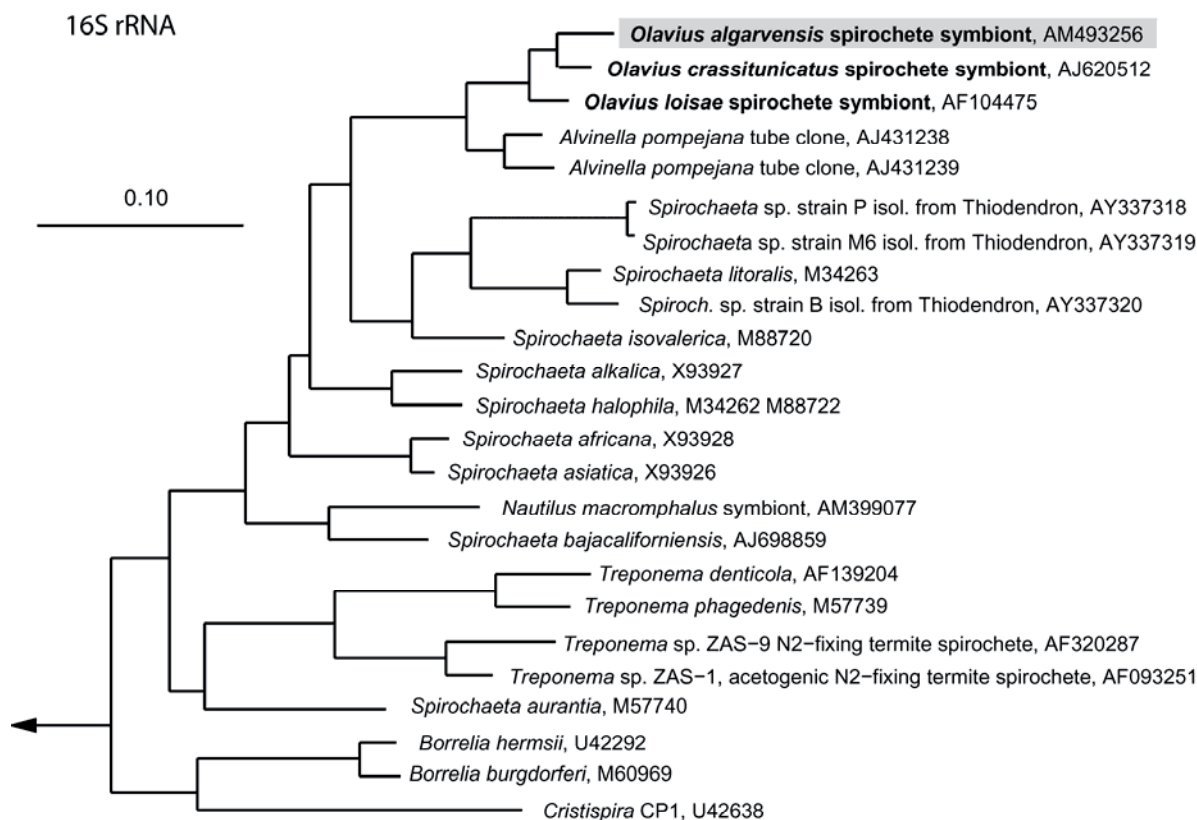 16S rRNA
Olavius algarvensis spirochete symbiont, AM493256
Olavius crassitunicatus spirochete symbiont, AJ620512
Olavius loisae spirochete symbiont, AF104475
Alvinella pompejana tube clone, AJ431238
Alvinella pompejana tube clone, AJ431239
0.10
Spirochaeta sp. strain P isol. from Thiodendron, AY337318
Spirochaeta sp. strain M6 isol. from Thiodendron, AY337319
Spirochaeta litoralis, M34263
Spiroch. sp. strain B isol. from Thiodendron, AY337320
Spirochaeta isovalerica, M88720
Spirochaeta alkalica, X93927
Spirochaeta halophila, M34262 M88722
Spirochaeta africana, X93928
Spirochaeta asiatica, X93926
Nautilus macromphalus symbiont, AM399077
Spirochaeta bajacaliforniensis, AJ698859
Treponema denticola, AF139204
Treponema phagedenis, M57739
Treponema sp. ZAS−9 N2−fixing termite spirochete, AF320287
Treponema sp. ZAS−1, acetogenic N2−fixing termite spirochete, AF093251
Spirochaeta aurantia, M57740
Borrelia hermsii, U42292
Borrelia burgdorferi, M60969
Cristispira CP1, U42638